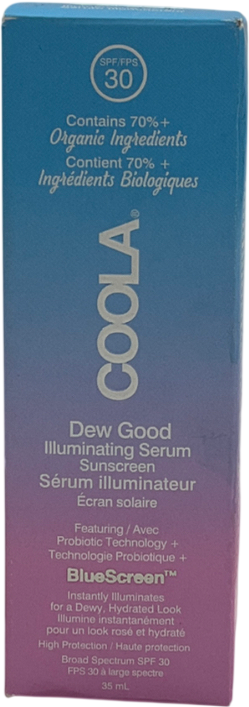 SPF/FPS
30
Contains 70%+
Organic Ingredients
Contient 70% +
Ingrédients Biologiques
COOLA®
Dew Good
Illuminating Serum
Sunscreen
Sérum illuminateur
Écran solaire
Featuring / Avec
Probiotic Technology +
Technologie Probiotique +
BlueScreen™
Instantly Illuminates
for a Dewy, Hydrated Look
Illumine instantanément
pour un look rosé et hydraté
High Protection / Haute protection
Broad Spectrum SPF 30
FPS 30 à large spectre
35 mL